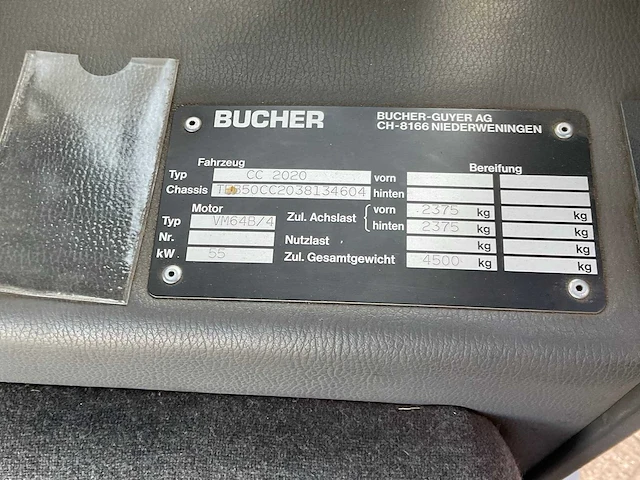 BUCHER
BUCHER-GUYER AG
CH-8166 NIEDERWENINGEN
Fahrzeug
Bereifung
Typ CC 2020 vorn
Chassis hinten
Motor
Typ VM64B/4 Zul. Achslast vorn 2375 kg kg
hinten 2375 kg kg
Nr. Nutzlast kg
kW 55 Zul. Gesamtgewicht 4500 kg kg